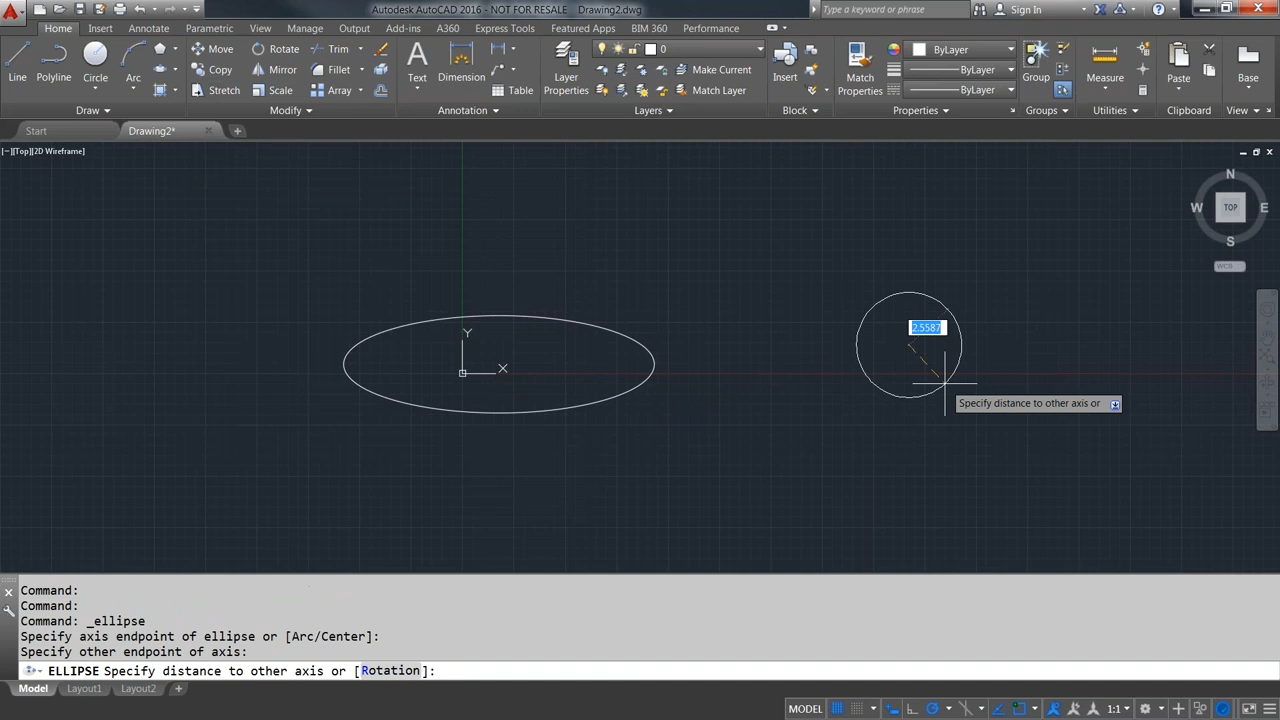 Autodesk AutoCAD 2016 - NOT FOR RESALE Drawing2.dwg
Type a keyword or phrase
Sign In
Home Insert Annotate Parametric View Manage Output Add-ins A360 Express Tools Featured Apps BIM 360 Performance
Line
Polyline
Circle
Arc
Move
Rotate
Trim
Copy
Mirror
Fillet
Stretch
Scale
Array
Text
Dimension
Table
Layer
Properties
0
Make Current
Match Layer
Insert
Match
Properties
ByLayer
ByLayer
ByLayer
Group
Measure
Paste
Base
Draw Modify Annotation Layers Block Properties Groups Utilities Clipboard View
Start Drawing2*
[−][Top][2D Wireframe]
N
W
TOP
E
S
WCS
Y
X
2.5587
Specify distance to other axis or
Command:
Command:
Command: _ellipse
Specify axis endpoint of ellipse or [Arc/Center]:
Specify other endpoint of axis:
ELLIPSE Specify distance to other axis or [Rotation]:
Model Layout1 Layout2
MODEL
1:1